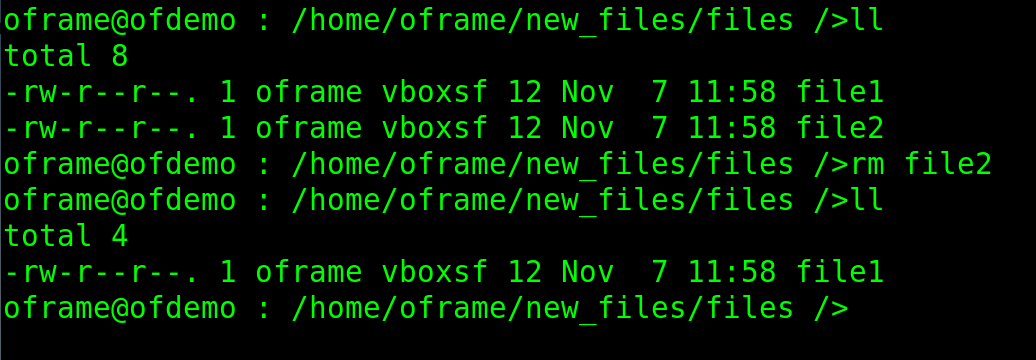 oframe@ofdemo : /home/oframe/new_files/files />ll
total 8
-rw-r--r--. 1 oframe vboxsf 12 Nov  7 11:58 file1
-rw-r--r--. 1 oframe vboxsf 12 Nov  7 11:58 file2
oframe@ofdemo : /home/oframe/new_files/files />rm file2
oframe@ofdemo : /home/oframe/new_files/files />ll
total 4
-rw-r--r--. 1 oframe vboxsf 12 Nov  7 11:58 file1
oframe@ofdemo : /home/oframe/new_files/files />